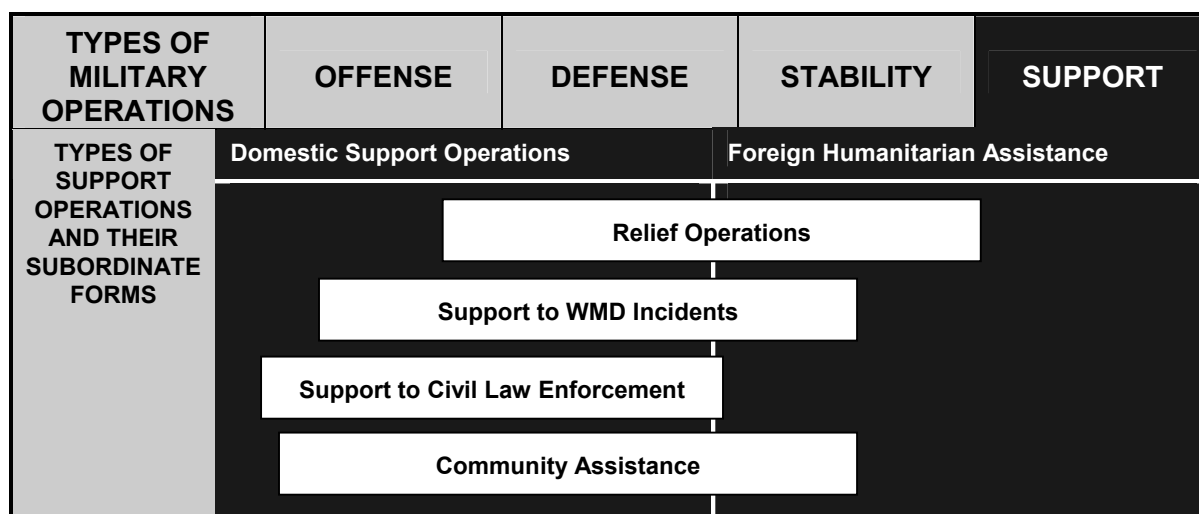 TYPES OF
MILITARY
OPERATIONS
OFFENSE
DEFENSE
STABILITY
SUPPORT
TYPES OF
SUPPORT
OPERATIONS
AND THEIR
SUBORDINATE
FORMS
Domestic Support Operations
Foreign Humanitarian Assistance
Relief Operations
Support to WMD Incidents
Support to Civil Law Enforcement
Community Assistance